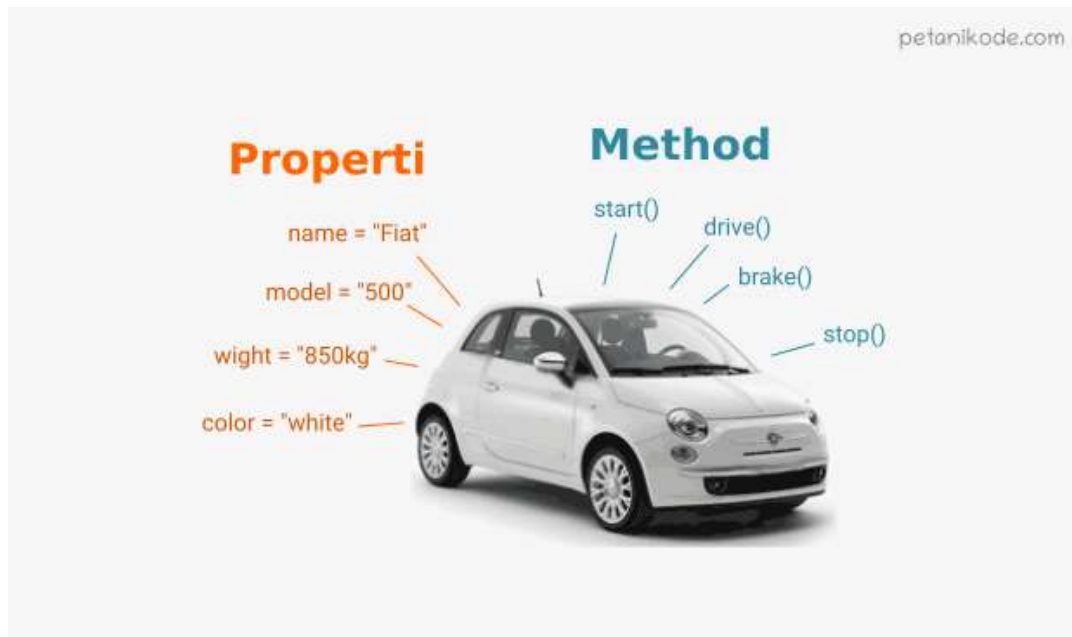 petanikode.com
Properti
name = "Fiat"
model = "500"
wight = "850kg"
color = "white"
Method
start()
drive()
brake()
stop()